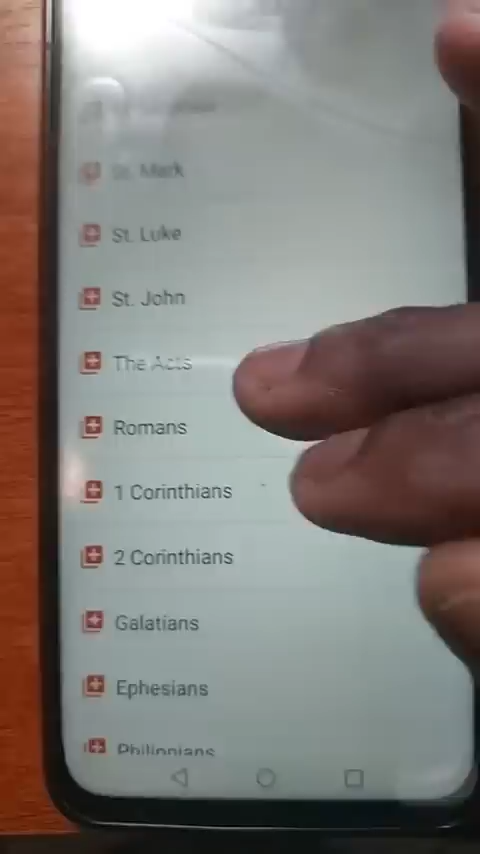 St. Mark
St. Luke
St. John
The Acts
Romans
1 Corinthians
2 Corinthians
Galatians
Ephesians
Philippians